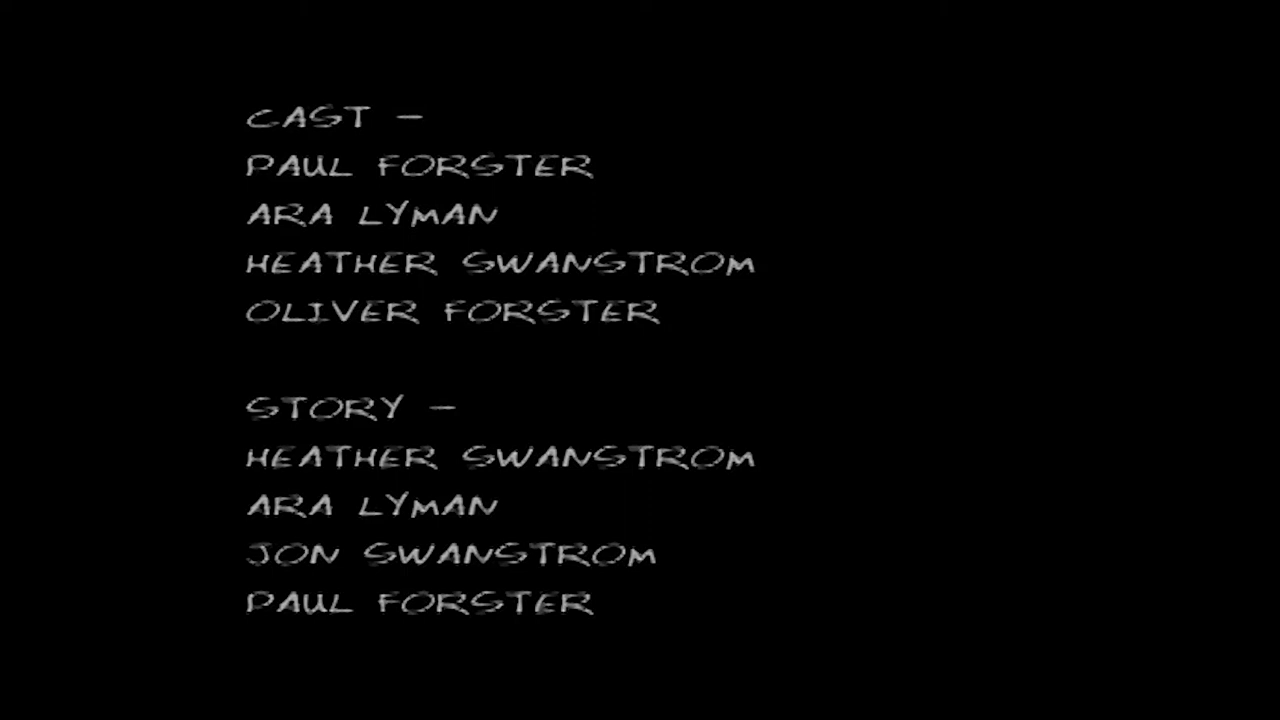 CAST -
PAUL FORSTER
ARA LYMAN
HEATHER SWANSTROM
OLIVER FORSTER
STORY -
HEATHER SWANSTROM
ARA LYMAN
JON SWANSTROM
PAUL FORSTER